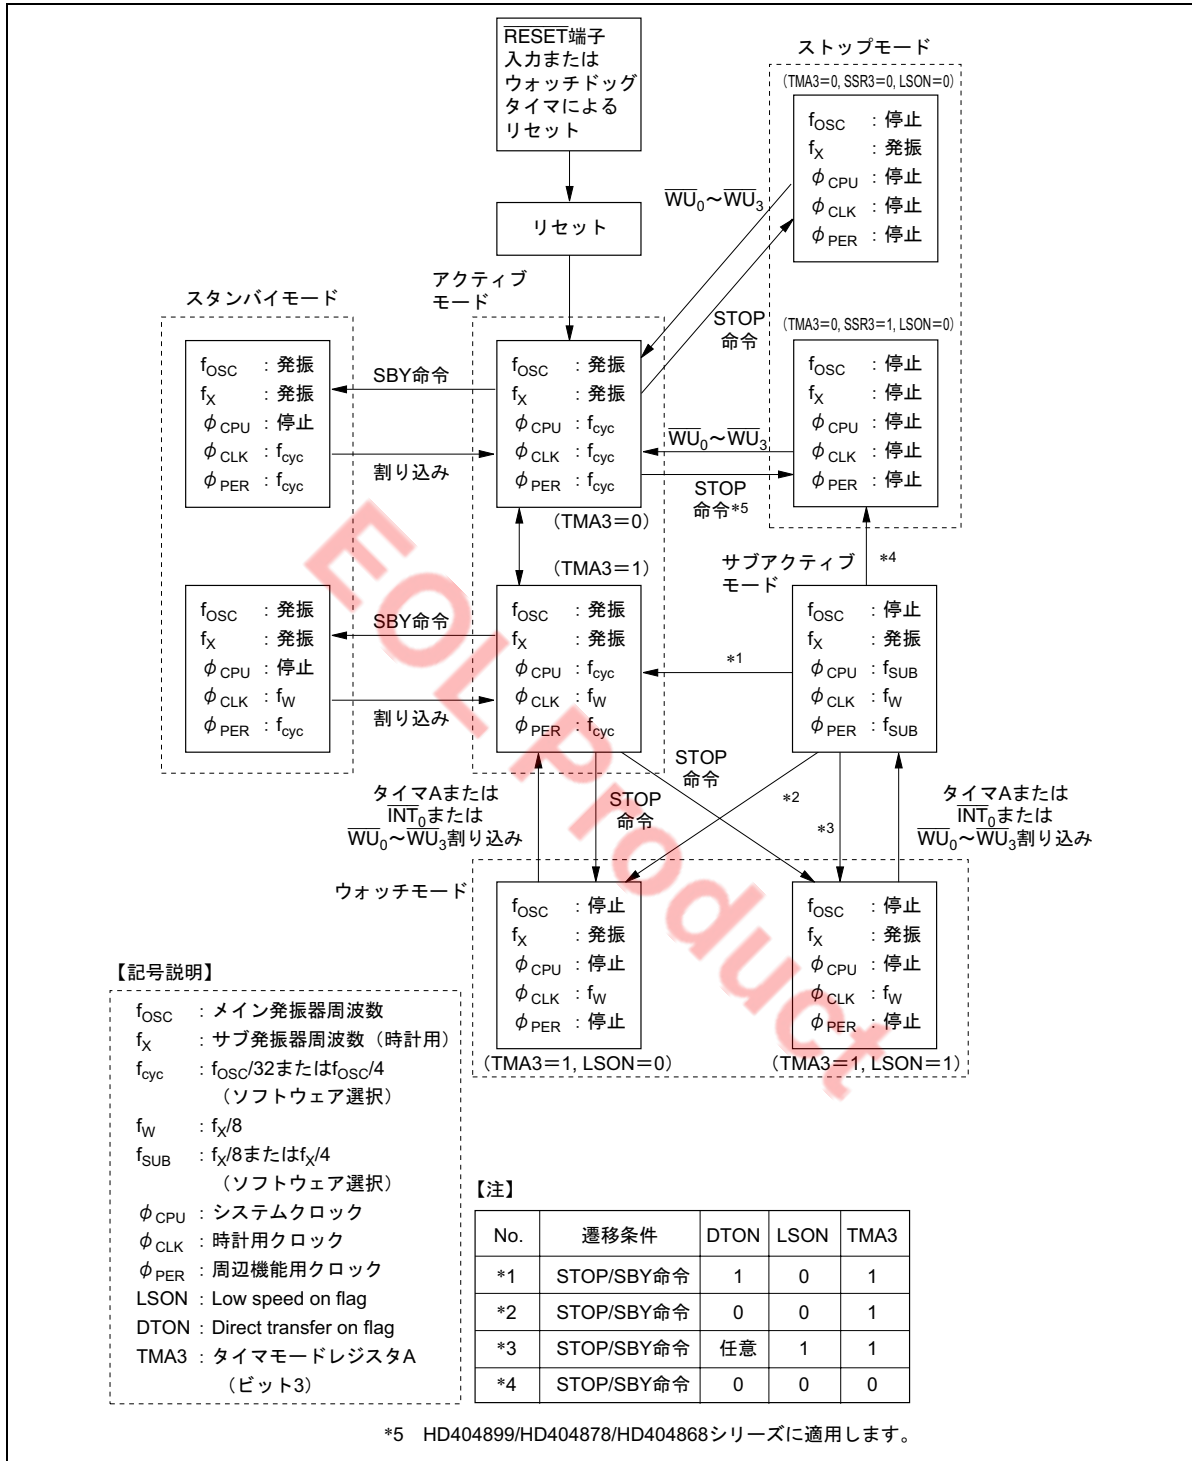 RESET端子
入力または
ウォッチドッグ
タイマによる
リセット
リセット
ストップモード
(TMA3=0, SSR3=0, LSON=0)
fOSC : 停止
fX : 発振
φCPU : 停止
φCLK : 停止
φPER : 停止
WU0～WU3
STOP
命令
(TMA3=0, SSR3=1, LSON=0)
fOSC : 停止
fX : 停止
φCPU : 停止
φCLK : 停止
φPER : 停止
WU0～WU3
STOP
命令*5
スタンバイモード
アクティブ
モード
fOSC : 発振
fX : 発振
φCPU : 停止
φCLK : fcyc
φPER : fcyc
SBY命令
割り込み
fOSC : 発振
fX : 発振
φCPU : fcyc
φCLK : fcyc
φPER : fcyc
(TMA3=0)
(TMA3=1)
fOSC : 発振
fX : 発振
φCPU : 停止
φCLK : fW
φPER : fcyc
SBY命令
割り込み
fOSC : 発振
fX : 発振
φCPU : fcyc
φCLK : fW
φPER : fcyc
サブアクティブ
モード
*4
*1
fOSC : 停止
fX : 発振
φCPU : fSUB
φCLK : fW
φPER : fSUB
タイマAまたは
INT0または
WU0～WU3割り込み
STOP
命令
STOP
命令
*2
*3
タイマAまたは
INT0または
WU0～WU3割り込み
ウォッチモード
fOSC : 停止
fX : 発振
φCPU : 停止
φCLK : fW
φPER : 停止
(TMA3=1, LSON=0)
fOSC : 停止
fX : 発振
φCPU : 停止
φCLK : fW
φPER : 停止
(TMA3=1, LSON=1)
【記号説明】
fOSC : メイン発振器周波数
fX : サブ発振器周波数（時計用）
fcyc : fOSC/32またはfOSC/4
（ソフトウェア選択）
fW : fX/8
fSUB : fX/8またはfX/4
（ソフトウェア選択）
φCPU : システムクロック
φCLK : 時計用クロック
φPER : 周辺機能用クロック
LSON : Low speed on flag
DTON : Direct transfer on flag
TMA3 : タイマモードレジスタA
（ビット3）
【注】
No. 遷移条件 DTON LSON TMA3
*1 STOP/SBY命令 1 0 1
*2 STOP/SBY命令 0 0 1
*3 STOP/SBY命令 任意 1 1
*4 STOP/SBY命令 0 0 0
*5 HD404899/HD404878/HD404868シリーズに適用します。
EOL Product